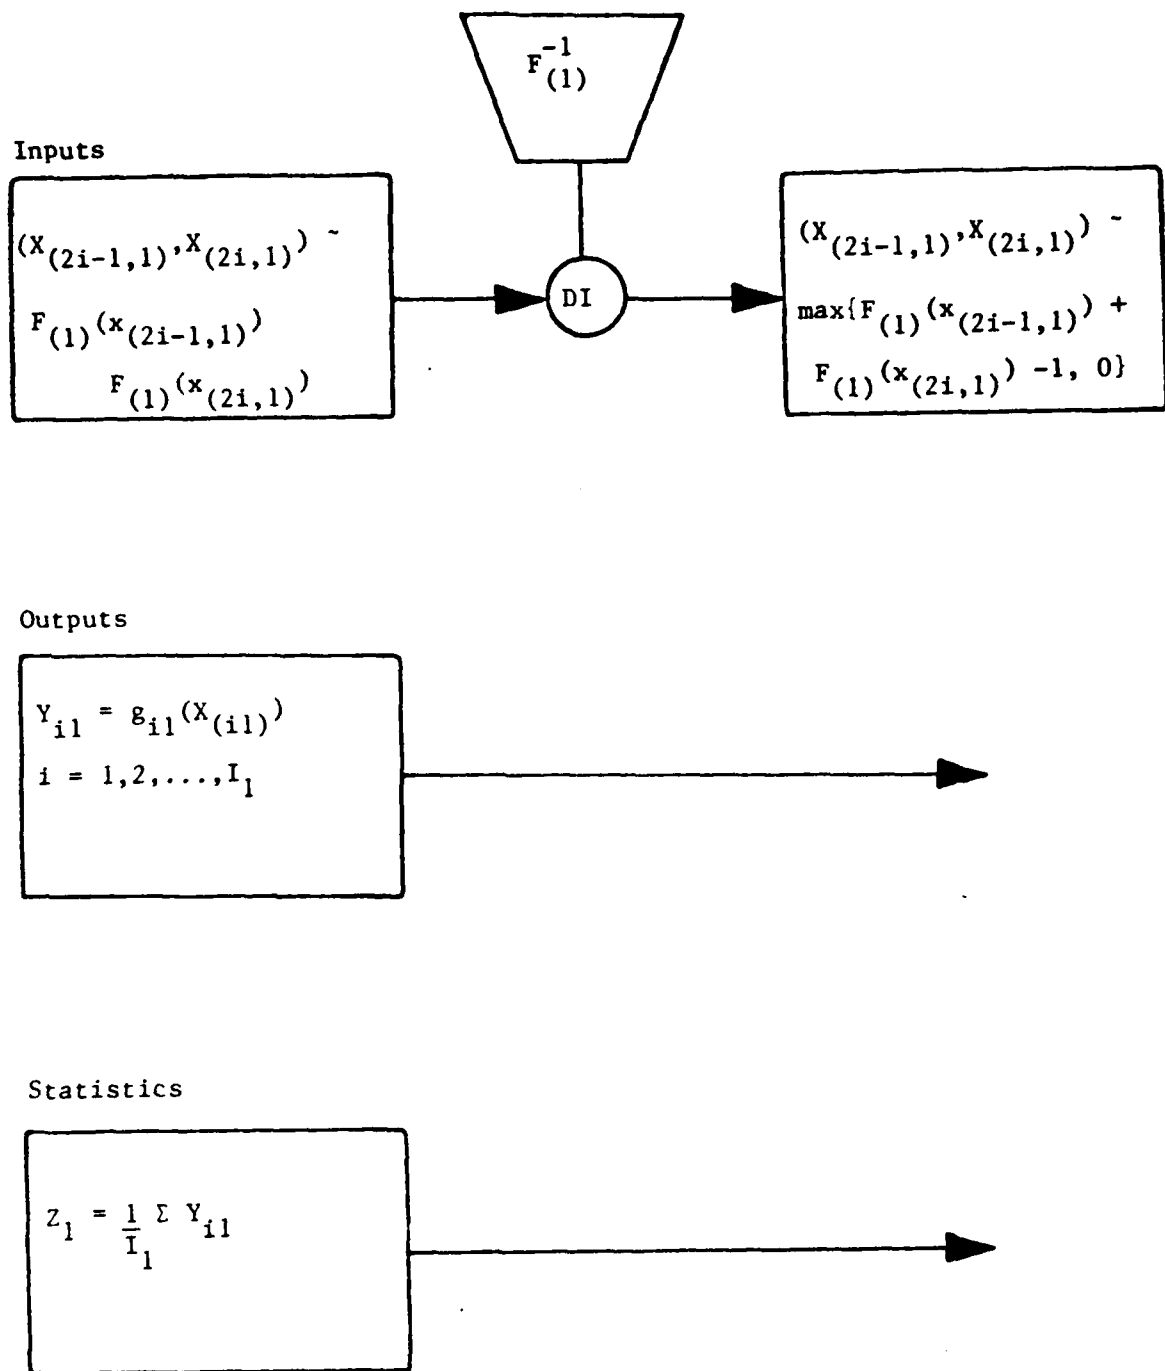 F^{-1}_{(1)}
Inputs
(X_{(2i-1,1)},X_{(2i,1)}) ~
F_{(1)}(x_{(2i-1,1)})
F_{(1)}(x_{(2i,1)})
DI
(X_{(2i-1,1)},X_{(2i,1)}) ~
max{F_{(1)}(x_{(2i-1,1)}) +
F_{(1)}(x_{(2i,1)}) -1, 0}
Outputs
Y_{i1} = g_{i1}(X_{(i1)})
i = 1,2,...,I_1
Statistics
Z_1 = \frac{1}{I_1} Σ Y_{i1}